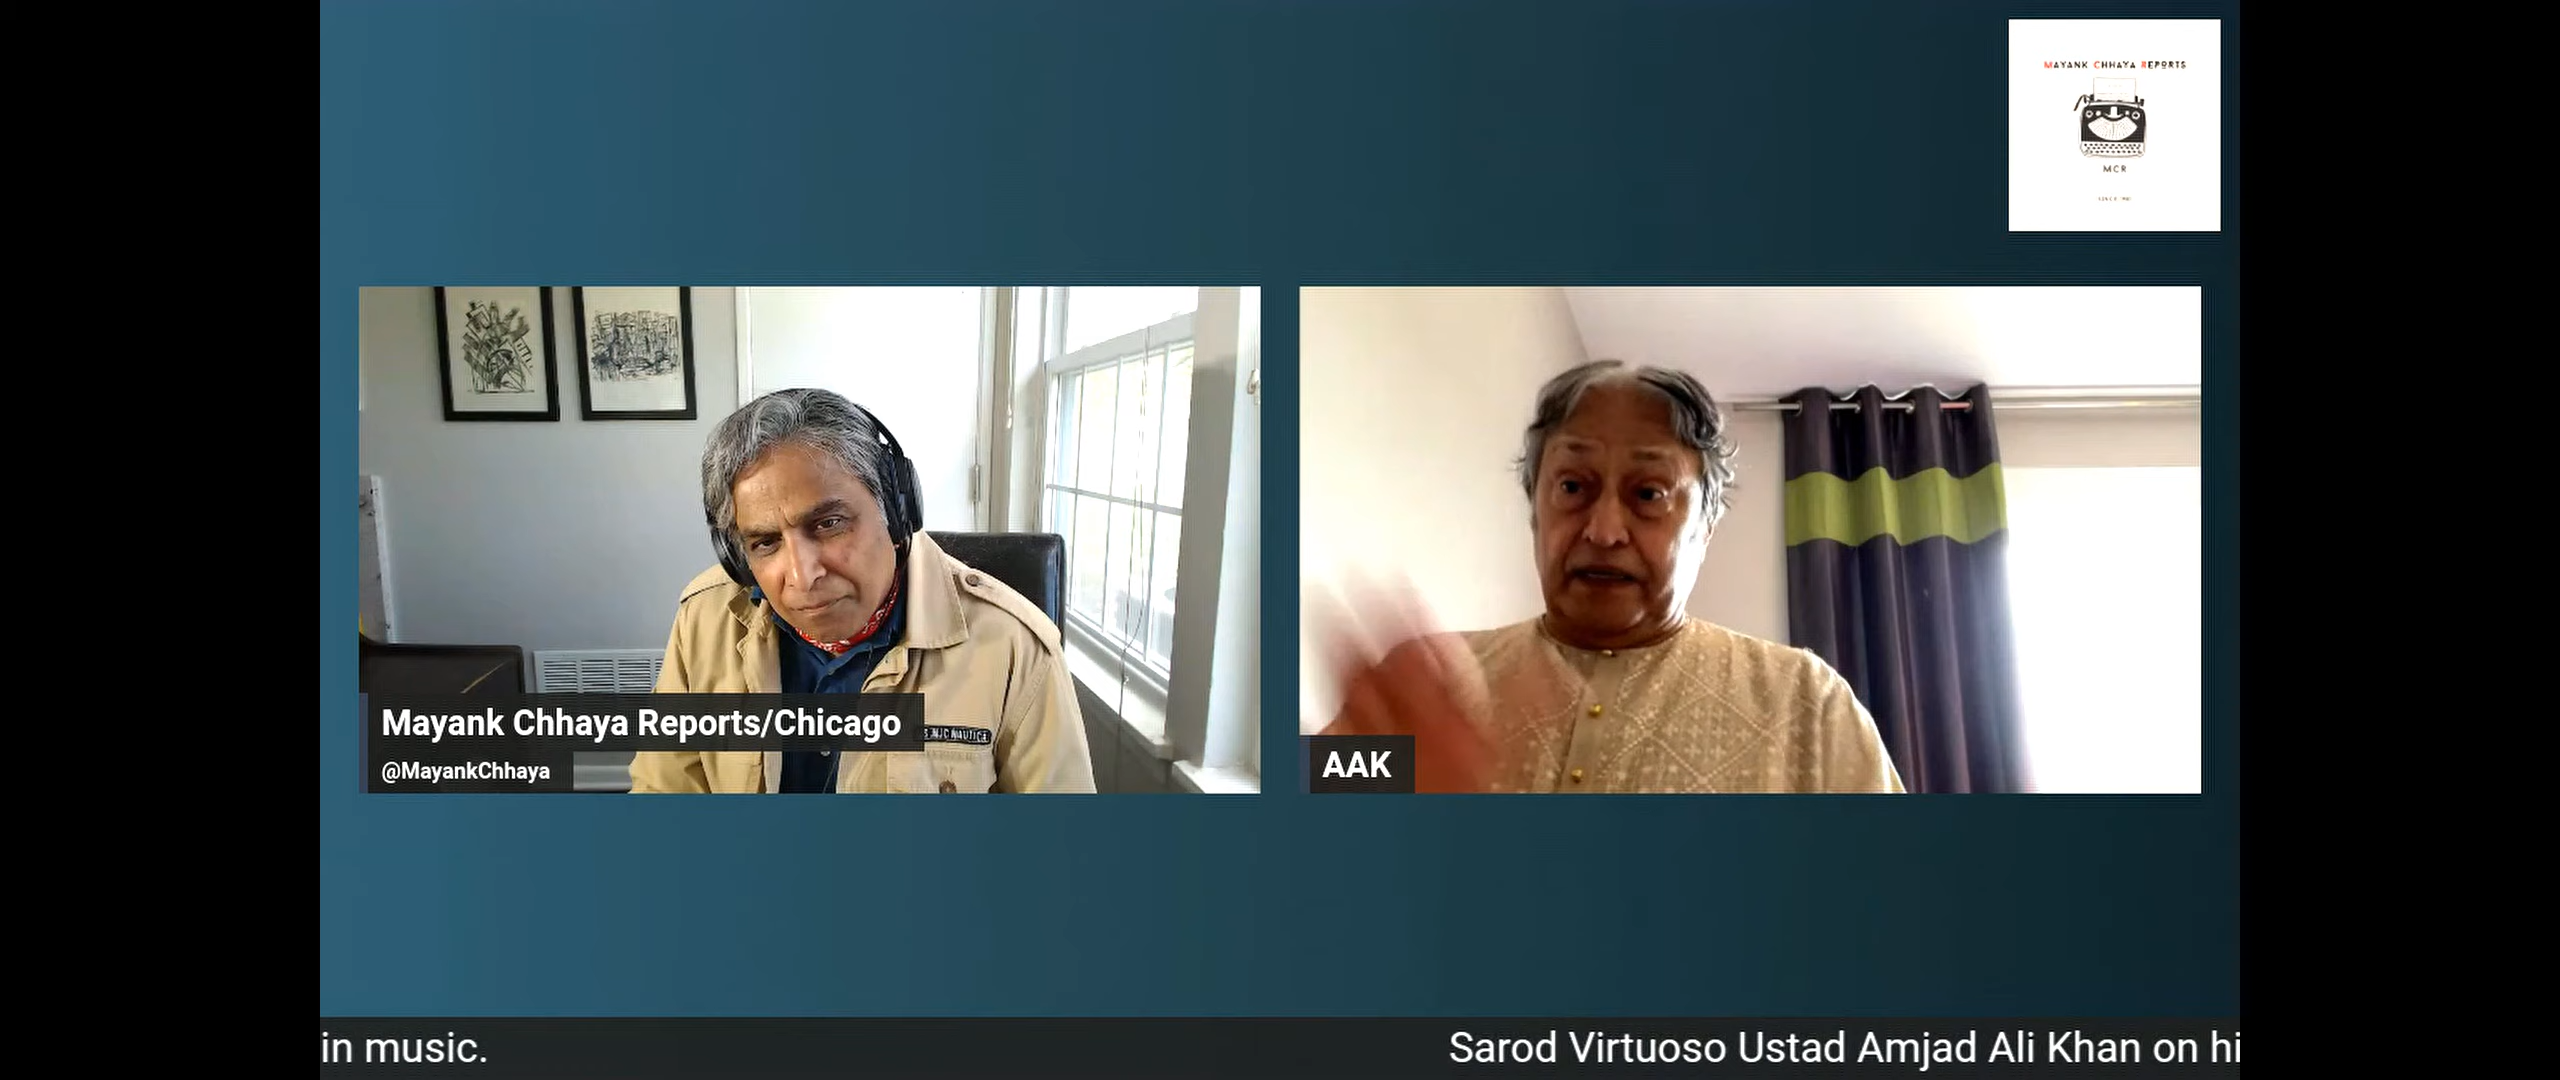 MAYANK CHHAYA REPORTS
MCR
Mayank Chhaya Reports/Chicago
@MayankChhaya
AAK
in music.
Sarod Virtuoso Ustad Amjad Ali Khan on hi